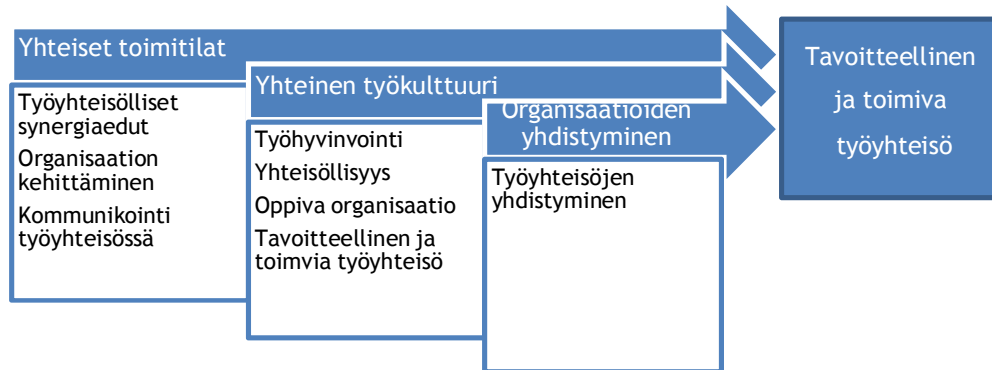 Yhteiset toimitilat
Työyhteisölliset
synergiaedut
Organisaation
kehittäminen
Kommunikointi
työyhteisössä
Yhteinen työkulttuuri
Työhyvinvointi
Yhteisöllisyys
Oppiva organisaatio
Tavoitteellinen ja
toimvia työyhteisö
Organisaatioiden
yhdistyminen
Työyhteisöjen
yhdistyminen
Tavoitteellinen
ja toimiva
työyhteisö